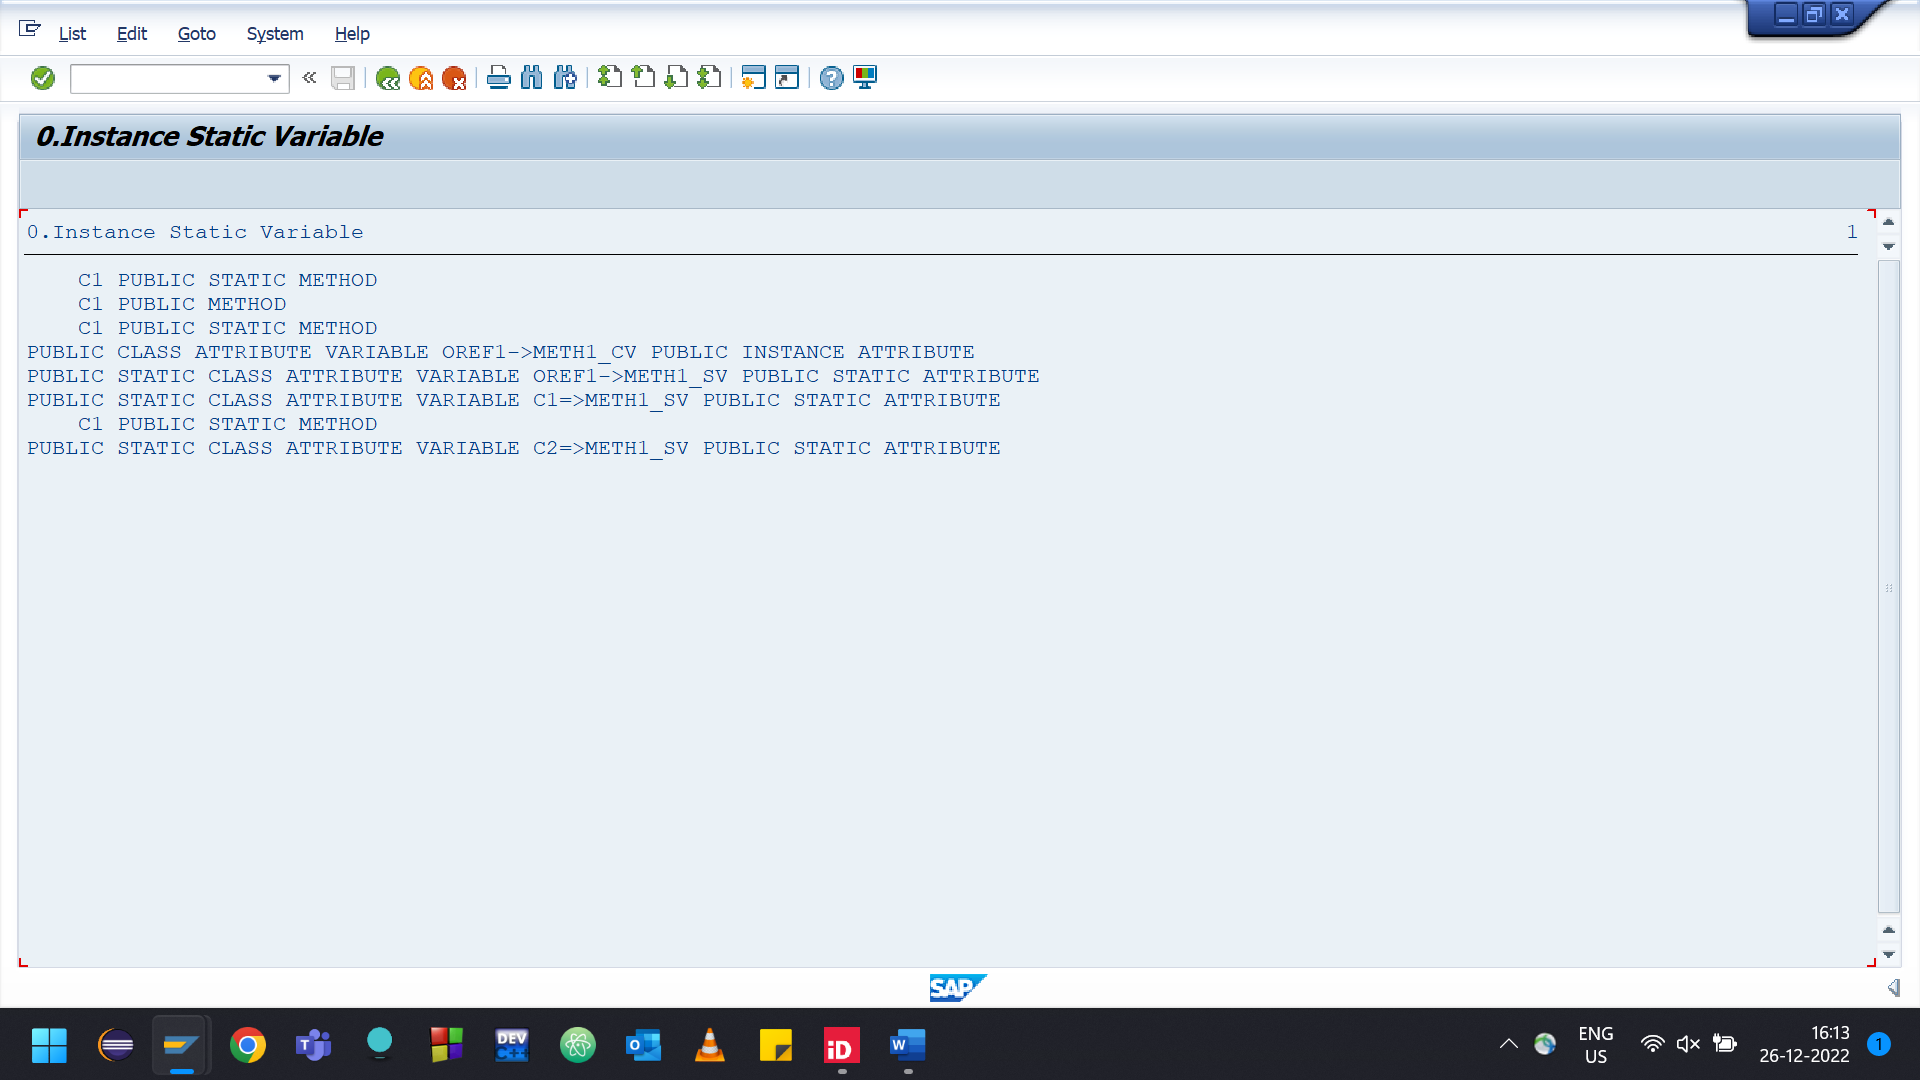 List Edit Goto System Help
0.Instance Static Variable
0.Instance Static Variable 1
C1 PUBLIC STATIC METHOD
C1 PUBLIC METHOD
C1 PUBLIC STATIC METHOD
PUBLIC CLASS ATTRIBUTE VARIABLE OREF1->METH1_CV PUBLIC INSTANCE ATTRIBUTE
PUBLIC STATIC CLASS ATTRIBUTE VARIABLE OREF1->METH1_SV PUBLIC STATIC ATTRIBUTE
PUBLIC STATIC CLASS ATTRIBUTE VARIABLE C1=>METH1_SV PUBLIC STATIC ATTRIBUTE
C1 PUBLIC STATIC METHOD
PUBLIC STATIC CLASS ATTRIBUTE VARIABLE C2=>METH1_SV PUBLIC STATIC ATTRIBUTE
SAP
T DEV C++ O iD W
ENG 16:13
US 26-12-2022 1